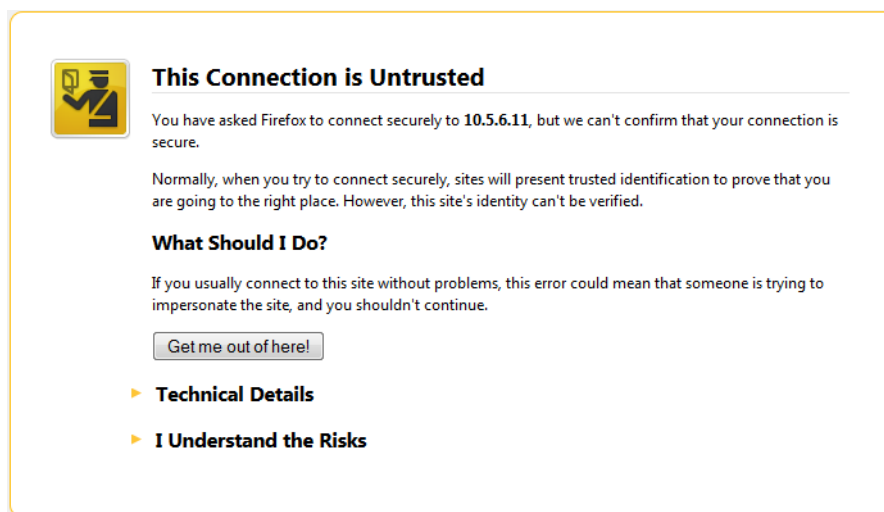 This Connection is Untrusted
You have asked Firefox to connect securely to 10.5.6.11, but we can't confirm that your connection is
secure.
Normally, when you try to connect securely, sites will present trusted identification to prove that you
are going to the right place. However, this site's identity can't be verified.
What Should I Do?
If you usually connect to this site without problems, this error could mean that someone is trying to
impersonate the site, and you shouldn't continue.
Get me out of here!
Technical Details
I Understand the Risks